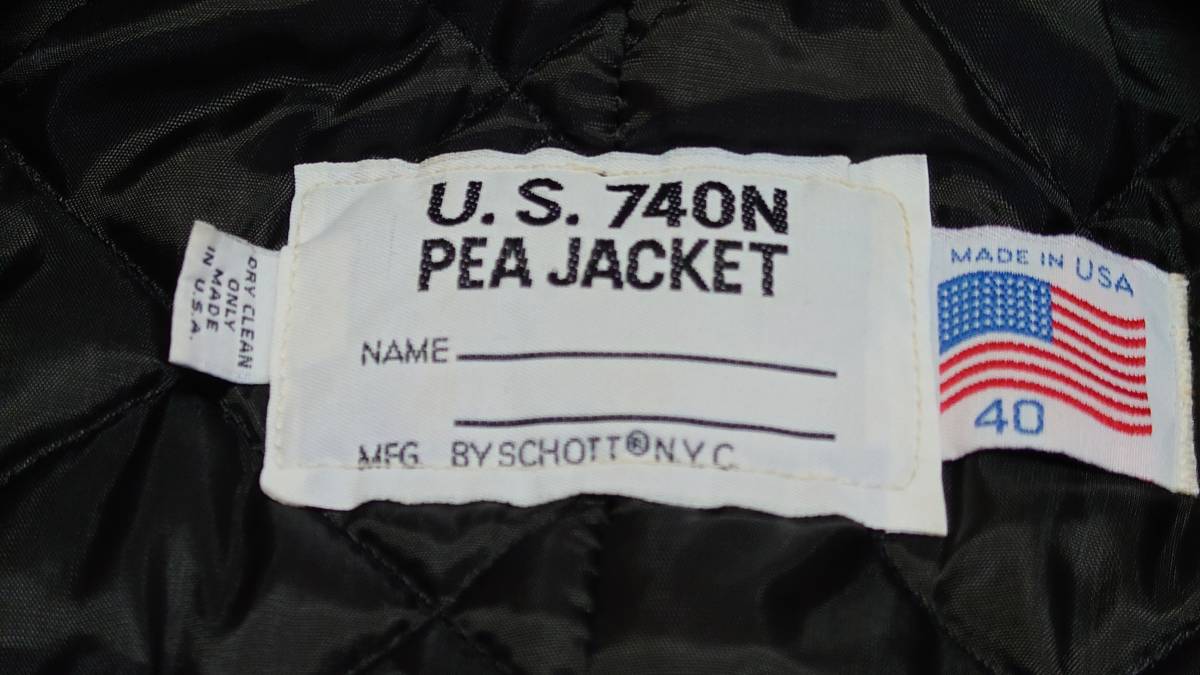 U. S. 740N
PEA JACKET
NAME
MFG. BY SCHOTT® N.Y.C.
DRY CLEAN
ONLY
MADE
IN U.S.A.
MADE IN USA
40